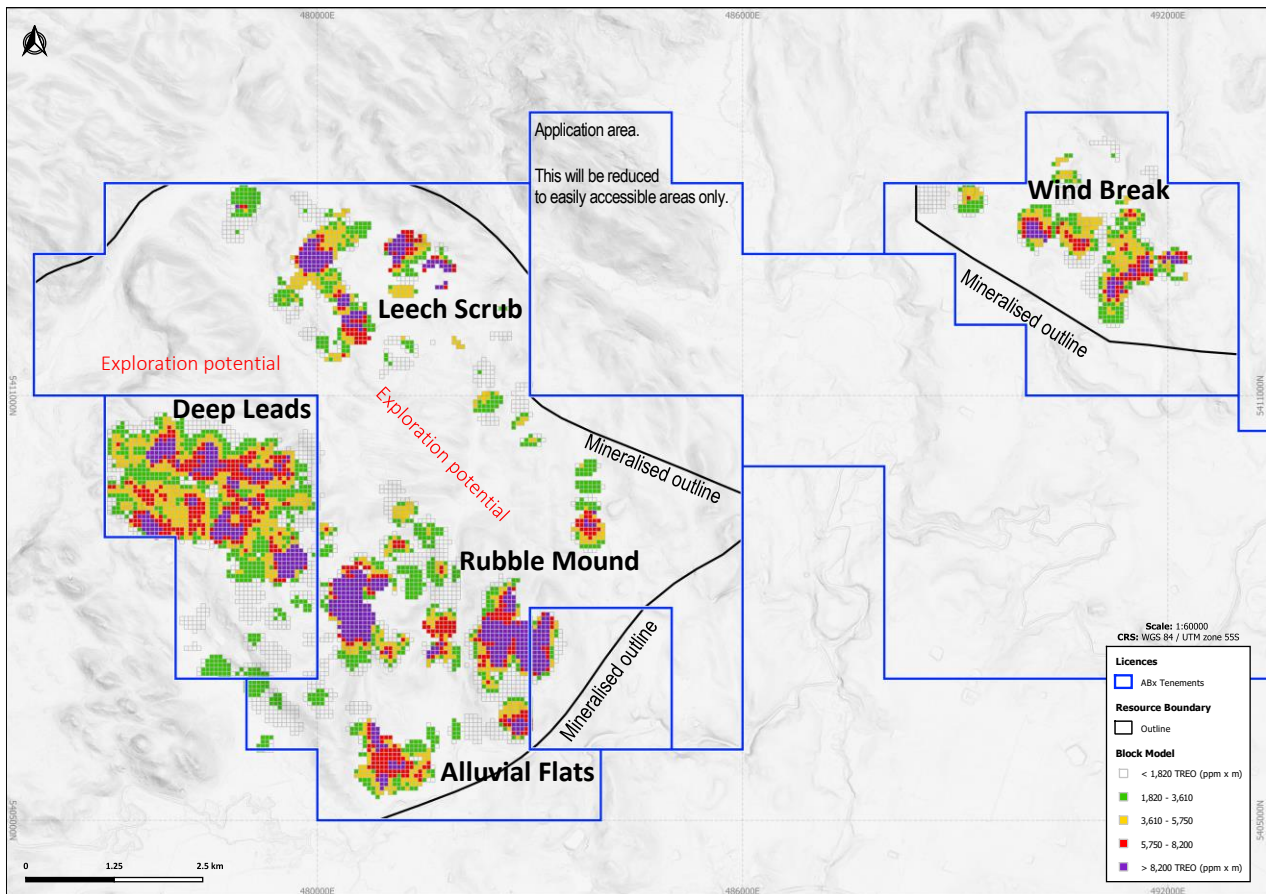 480000E
486000E
492000E
Application area.
This will be reduced
to easily accessible areas only.
Wind Break
Leech Scrub
Mineralised outline
Exploration potential
Deep Leads
Exploration potential
5411000N
5411000N
Mineralised outline
Rubble Mound
Mineralised outline
Alluvial Flats
5405000N
5405000N
Scale: 1:60000
CRS: WGS 84 / UTM zone 55S
Licences
ABx Tenements
Resource Boundary
Outline
Block Model
< 1,820 TREO (ppm x m)
1,820 - 3,610
3,610 - 5,750
5,750 - 8,200
> 8,200 TREO (ppm x m)
0 1.25 2.5 km
480000E
486000E
492000E